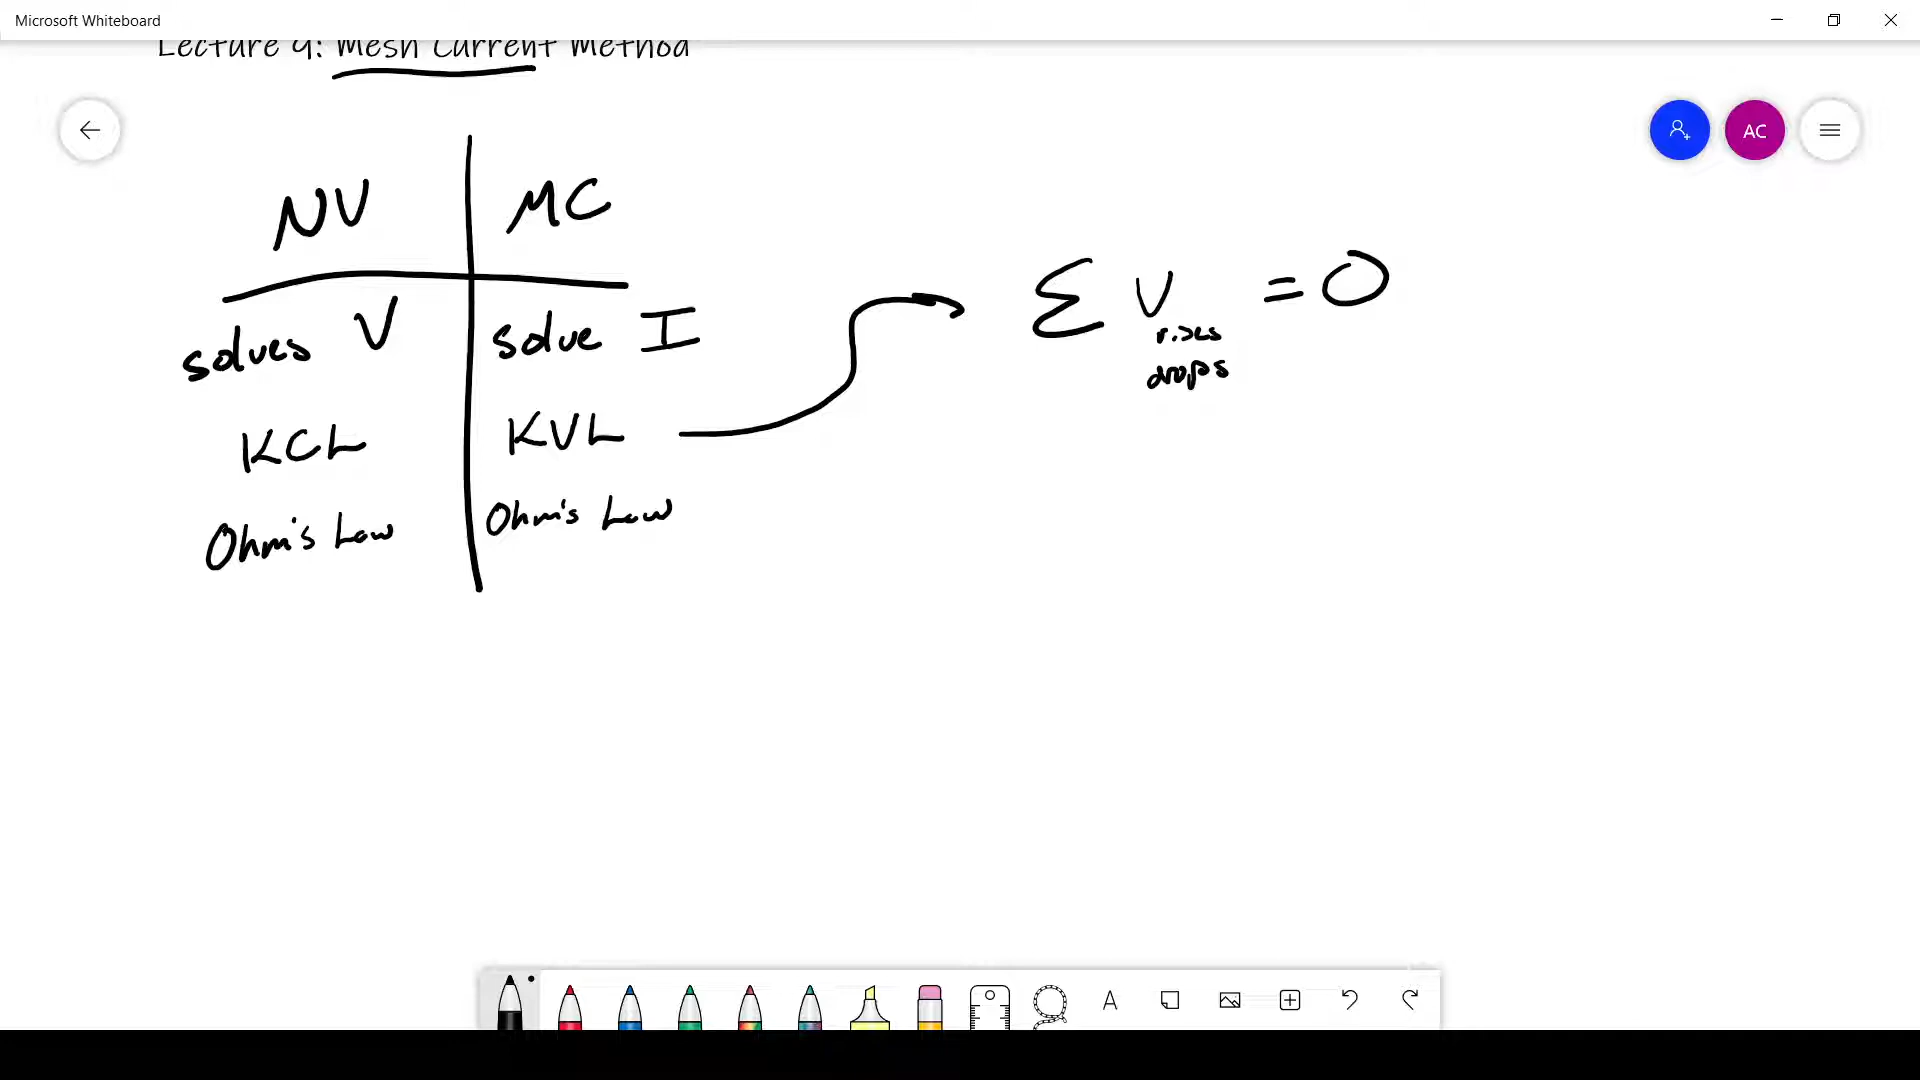 Microsoft Whiteboard
Lecture 9: Mesh Current Method
AC
NV MC
solves V solve I
KCL KVL
Ohm's Law Ohm's Law
Σ V = 0
rises
drops
A